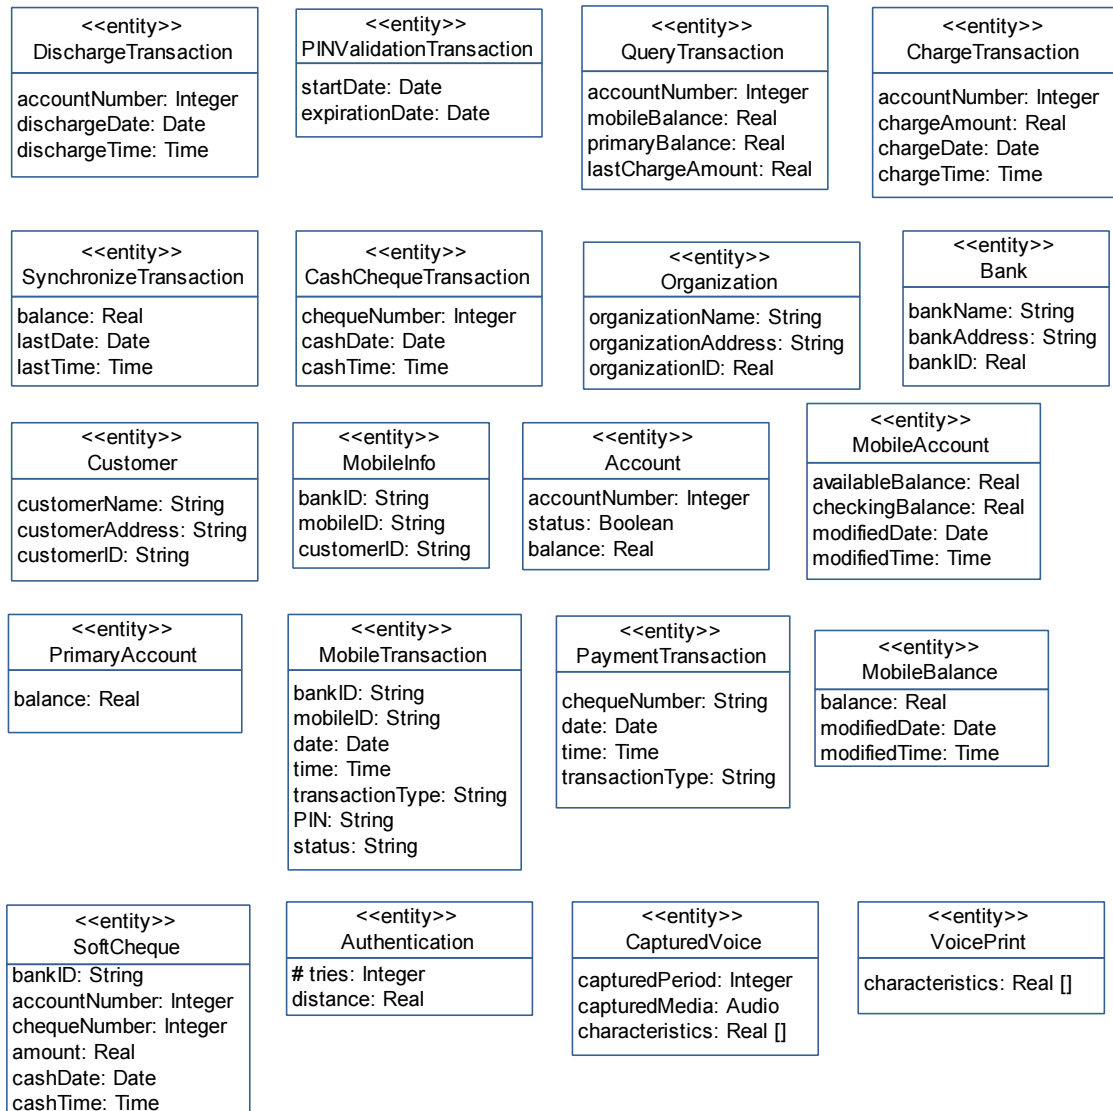 <<entity>>
DischargeTransaction
accountNumber: Integer
dischargeDate: Date
dischargeTime: Time
<<entity>>
PINValidationTransaction
startDate: Date
expirationDate: Date
<<entity>>
QueryTransaction
accountNumber: Integer
mobileBalance: Real
primaryBalance: Real
lastChargeAmount: Real
<<entity>>
ChargeTransaction
accountNumber: Integer
chargeAmount: Real
chargeDate: Date
chargeTime: Time
<<entity>>
SynchronizeTransaction
balance: Real
lastDate: Date
lastTime: Time
<<entity>>
CashChequeTransaction
chequeNumber: Integer
cashDate: Date
cashTime: Time
<<entity>>
Organization
organizationName: String
organizationAddress: String
organizationID: Real
<<entity>>
Bank
bankName: String
bankAddress: String
bankID: Real
<<entity>>
Customer
customerName: String
customerAddress: String
customerID: String
<<entity>>
MobileInfo
bankID: String
mobileID: String
customerID: String
<<entity>>
Account
accountNumber: Integer
status: Boolean
balance: Real
<<entity>>
MobileAccount
availableBalance: Real
checkingBalance: Real
modifiedDate: Date
modifiedTime: Time
<<entity>>
PrimaryAccount
balance: Real
<<entity>>
MobileTransaction
bankID: String
mobileID: String
date: Date
time: Time
transactionType: String
PIN: String
status: String
<<entity>>
PaymentTransaction
chequeNumber: String
date: Date
time: Time
transactionType: String
<<entity>>
MobileBalance
balance: Real
modifiedDate: Date
modifiedTime: Time
<<entity>>
SoftCheque
bankID: String
accountNumber: Integer
chequeNumber: Integer
amount: Real
cashDate: Date
cashTime: Time
<<entity>>
Authentication
# tries: Integer
distance: Real
<<entity>>
CapturedVoice
capturedPeriod: Integer
capturedMedia: Audio
characteristics: Real []
<<entity>>
VoicePrint
characteristics: Real []